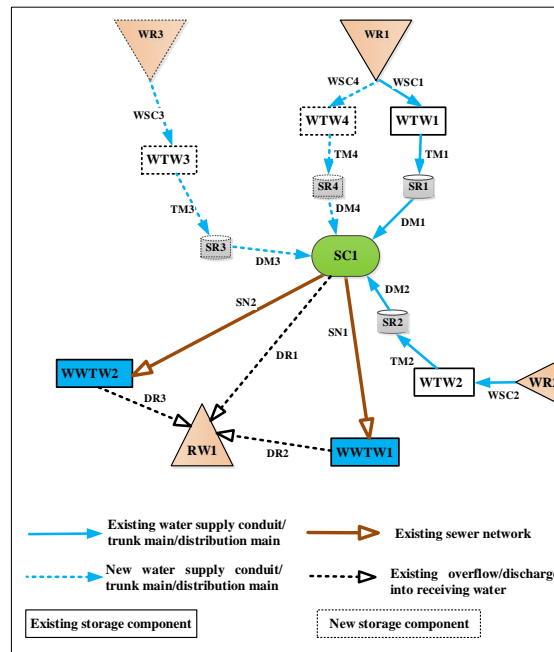 WR3
WR1
WSC4
WSC1
WSC3
WTW4
WTW1
WTW3
TM4
TM1
SR4
SR1
TM3
DM4
DM1
SR3
DM3
SC1
DM2
SN2
SN1
SR2
DR1
TM2
WWTW2
WTW2
WR2
WSC2
DR3
RW1
DR2
WWTW1
Existing water supply conduit/
trunk main/distribution main
Existing sewer network
New water supply conduit/
trunk main/distribution main
Existing overflow/discharge
into receiving water
Existing storage component
New storage component